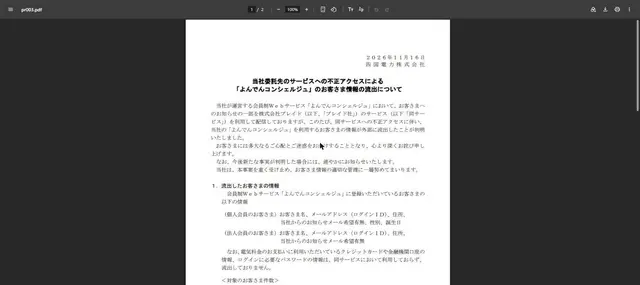 pr003.pdf
1 / 2
100%
2026年11月16日
四国電力株式会社
当社委託先のサービスへの不正アクセスによる
「よんでんコンシェルジュ」のお客さま情報の流出について
当社が運営する会員制Ｗｅｂサービス「よんでんコンシェルジュ」において、お客さまへ
のお知らせの一部を株式会社プレイド（以下、「プレイド社」）のサービス（以下「同サー
ビス」）を利用して配信しておりますが、このたび、同サービスへの不正アクセスに伴い、
当社の「よんでんコンシェルジュ」を利用するお客さまの情報が外部に流出したことが判明
いたしました。
お客さまには多大なるご心配とご迷惑をおかけすることとなり、心より深くお詫び申し
上げます。
なお、今後新たな事実が判明した場合には、速やかにお知らせいたします。
当社は、本事案を重く受け止め、お客さま情報の適切な管理に一層努めてまいります。
１．流出したお客さまの情報
会員制Ｗｅｂサービス「よんでんコンシェルジュ」に登録いただいているお客さまの
以下の情報
（個人会員のお客さま）お客さま名、メールアドレス（ログインＩＤ）、住所、
当社からのお知らせメール希望有無、性別、誕生日
（法人会員のお客さま）お客さま名、メールアドレス（ログインＩＤ）、住所、
当社からのお知らせメール希望有無
なお、電気料金のお支払いに利用いただいているクレジットカードや金融機関口座の
情報、ログインに必要なパスワードの情報は、同サービスにおいて利用しておらず、
流出しておりません。
＜対象のお客さま件数＞